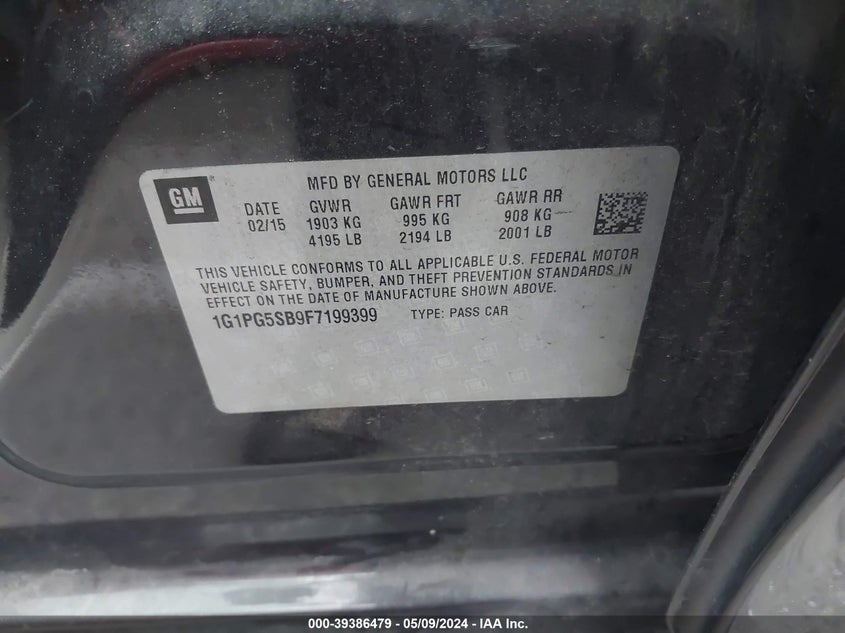 GM
MFD BY GENERAL MOTORS LLC
DATE GVWR GAWR FRT GAWR RR
02/15 1903 KG 995 KG 908 KG
4195 LB 2194 LB 2001 LB
THIS VEHICLE CONFORMS TO ALL APPLICABLE U.S. FEDERAL MOTOR
VEHICLE SAFETY, BUMPER, AND THEFT PREVENTION STANDARDS IN
EFFECT ON THE DATE OF MANUFACTURE SHOWN ABOVE.
1G1PG5SB9F7199399 TYPE: PASS CAR
000-39386479 - 05/09/2024 - IAA Inc.